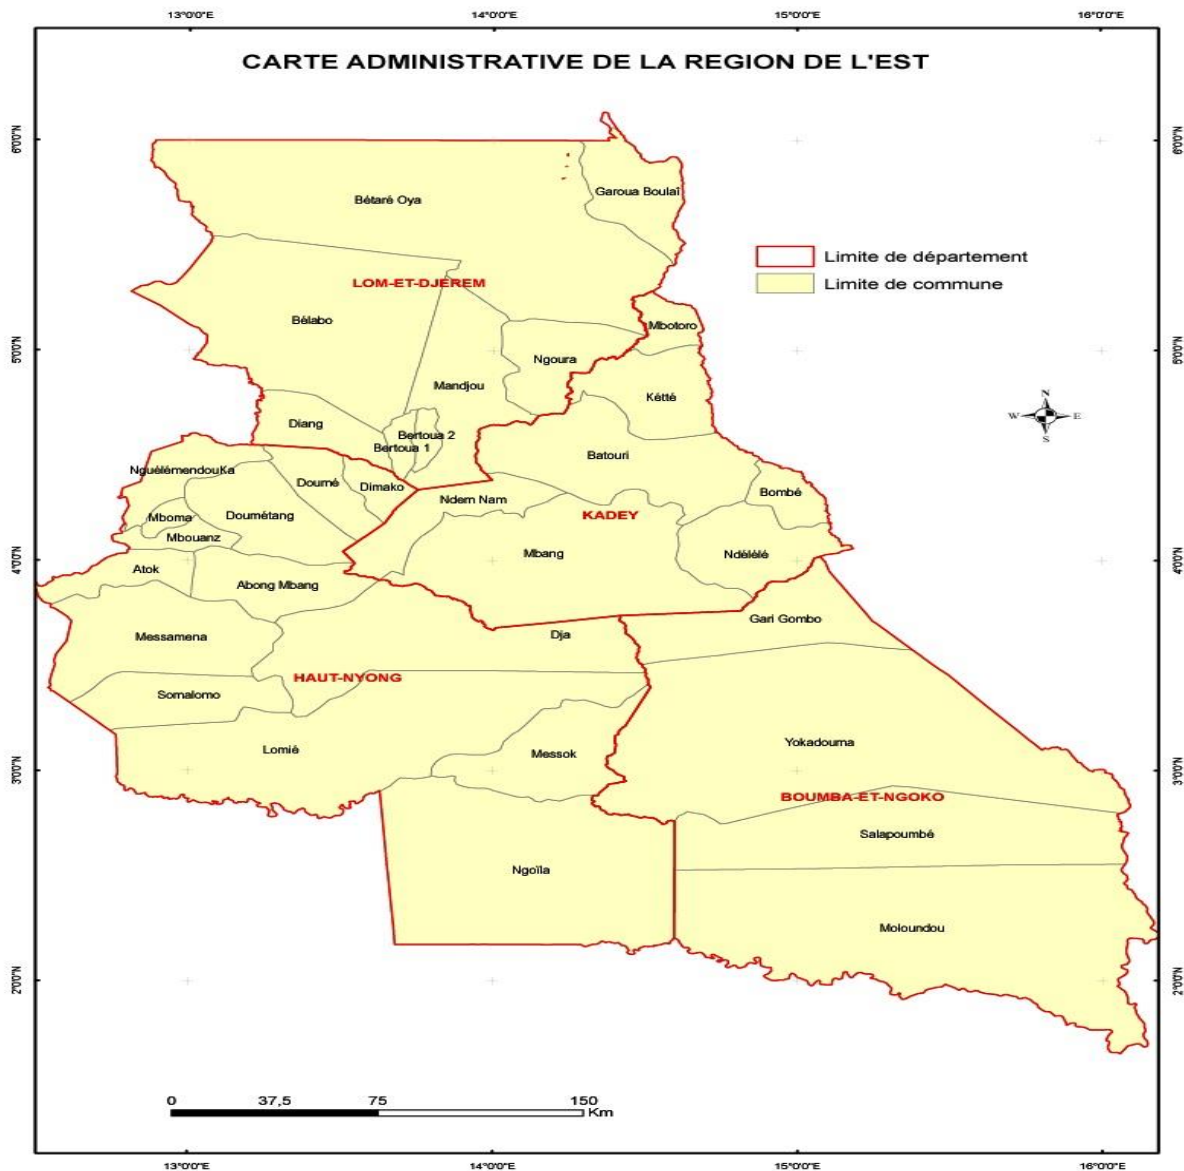 13°0'0"E 14°0'0"E 15°0'0"E 16°0'0"E
CARTE ADMINISTRATIVE DE LA REGION DE L'EST
6°0'0"N 6°0'0"N
Garoua Boulaï
Bétaré Oya
Limite de département
LOM-ET-DJEREM
Limite de commune
Bélabo
Mbotoro
5°0'0"N 5°0'0"N
Ngoura
Mandjou
Kétté
N
W E
S
Diang
Bertoua 2
Bertoua 1
Batouri
NguélémendouKa
Doumé
Dimako
Bombé
Ndem Nam
Mboma
Doumétang
KADEY
Mbouanz
Mbang
Ndélélé
4°0'0"N 4°0'0"N
Atok
Abong Mbang
Gari Gombo
Messamena
Dja
HAUT-NYONG
Somalomo
Lomié
Messok
Yokadouma
3°0'0"N 3°0'0"N
BOUMBA-ET-NGOKO
Salapoumbé
Ngoïla
Moloundou
2°0'0"N 2°0'0"N
0 37,5 75 150
Km
13°0'0"E 14°0'0"E 15°0'0"E 16°0'0"E